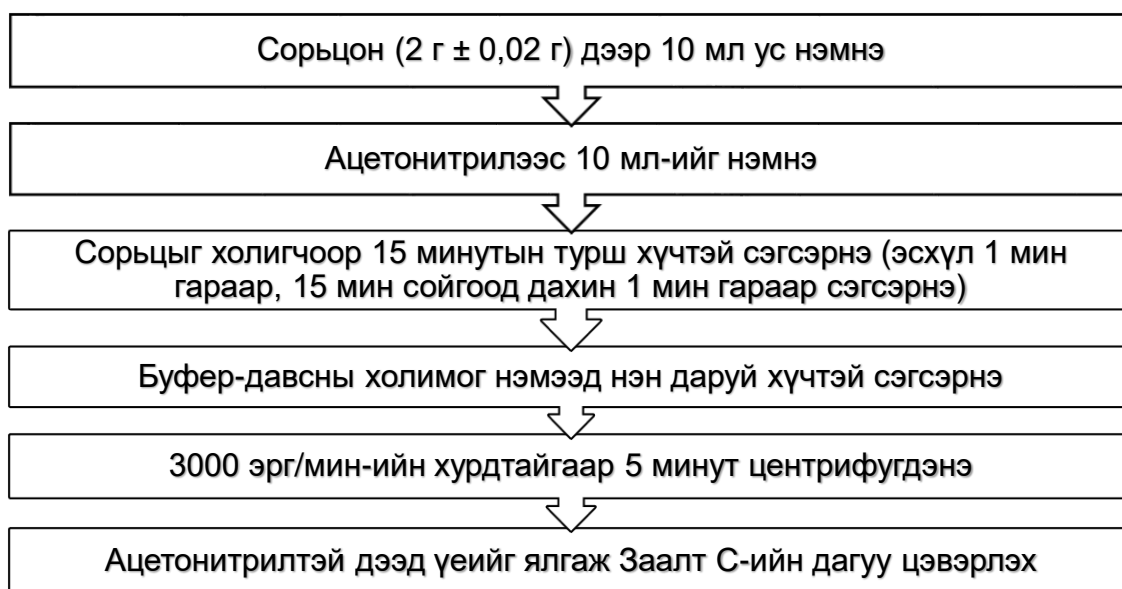 Сорьцон (2 г ± 0,02 г) дээр 10 мл ус нэмнэ
Ацетонитрилээс 10 мл-ийг нэмнэ
Сорьцыг холигчоор 15 минутын турш хүчтэй сэгсэрнэ (эсхүл 1 мин
гараар, 15 мин сойгоод дахин 1 мин гараар сэгсэрнэ)
Буфер-давсны холимог нэмээд нэн даруй хүчтэй сэгсэрнэ
3000 эрг/мин-ийн хурдтайгаар 5 минут центрифугдэнэ
Ацетонитрилтэй дээд үеийг ялгаж Заалт С-ийн дагуу цэвэрлэх